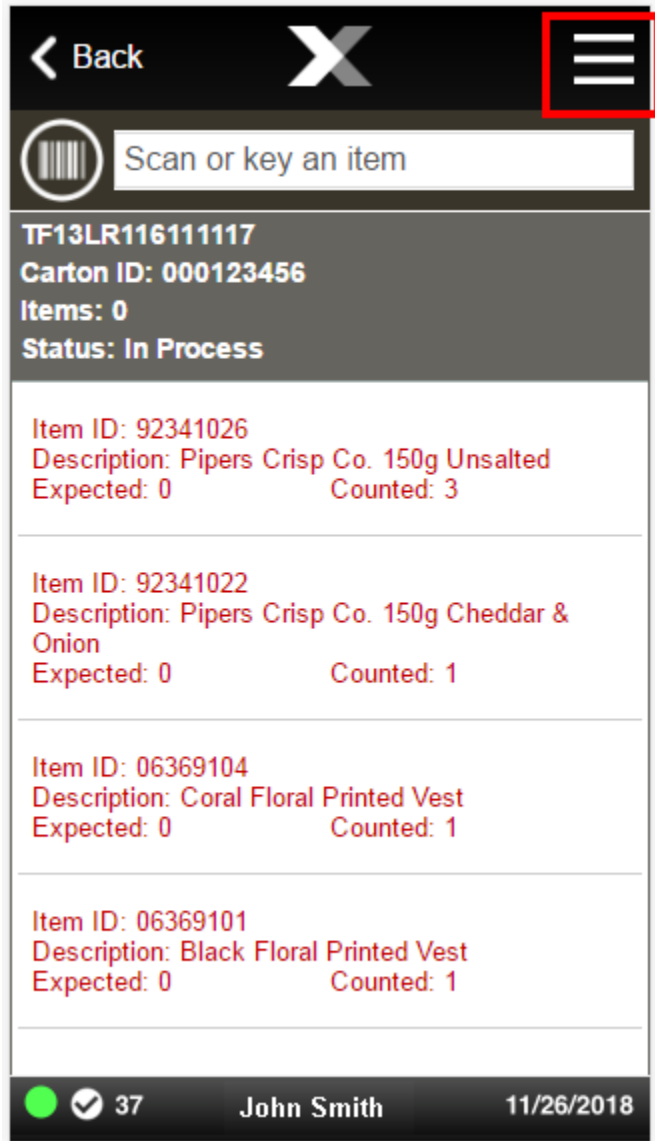 Back
Scan or key an item
TF13LR116111117
Carton ID: 000123456
Items: 0
Status: In Process
Item ID: 92341026
Description: Pipers Crisp Co. 150g Unsalted
Expected: 0 Counted: 3
Item ID: 92341022
Description: Pipers Crisp Co. 150g Cheddar &
Onion
Expected: 0 Counted: 1
Item ID: 06369104
Description: Coral Floral Printed Vest
Expected: 0 Counted: 1
Item ID: 06369101
Description: Black Floral Printed Vest
Expected: 0 Counted: 1
37 John Smith 11/26/2018